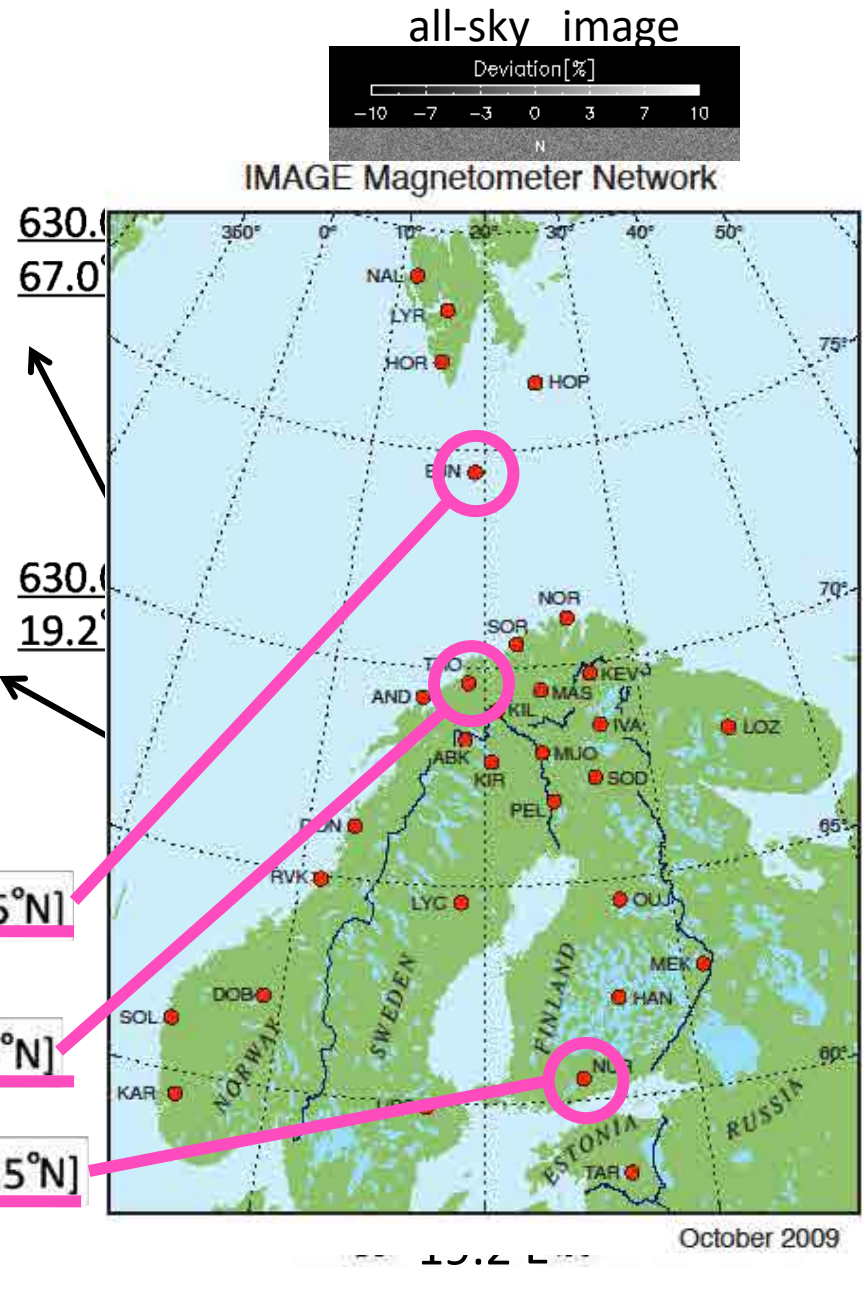 all-sky image
Deviation[%]
-10 -7 -3 0 3 7 10
N
IMAGE Magnetometer Network
630.
67.0°
350° 0° 10° 20° 30° 40° 50°
NAL
LYR
75°
HOR
HOP
630.
19.2°
70°
NOR
SOR
KEV
AND
MAS
KIL
IVA
LOZ
ABK
MUO
KIR
SOD
PEL
65°
RVK
5°N]
LYC
OUJ
MEK
SWEDEN
FINLAND
DOB
HAN
SOL
°N]
NORWAY
NUR
60°
KAR
RUSSIA
ESTONIA
5°N]
TAR
October 2009